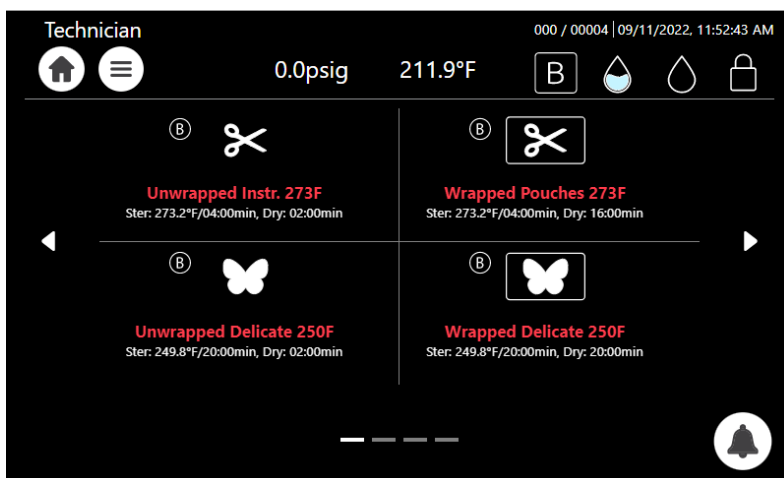 Technician
000 / 00004 | 09/11/2022, 11:52:43 AM
0.0psig 211.9°F B
B
Unwrapped Instr. 273F
Ster: 273.2°F/04:00min, Dry: 02:00min
B
Wrapped Pouches 273F
Ster: 273.2°F/04:00min, Dry: 16:00min
B
Unwrapped Delicate 250F
Ster: 249.8°F/20:00min, Dry: 02:00min
B
Wrapped Delicate 250F
Ster: 249.8°F/20:00min, Dry: 20:00min